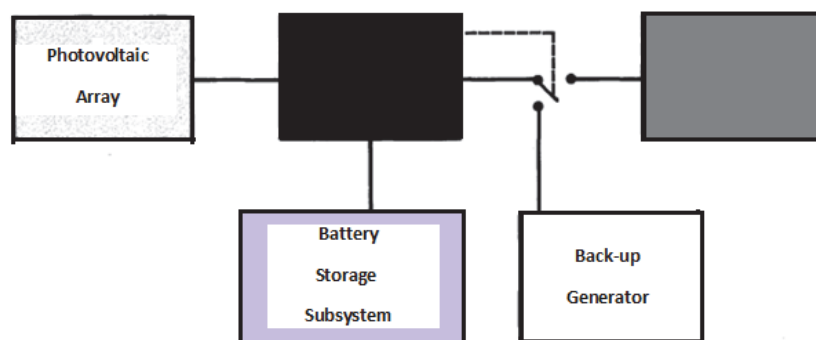 Photovoltaic
Array
Battery
Storage
Subsystem
Back-up
Generator